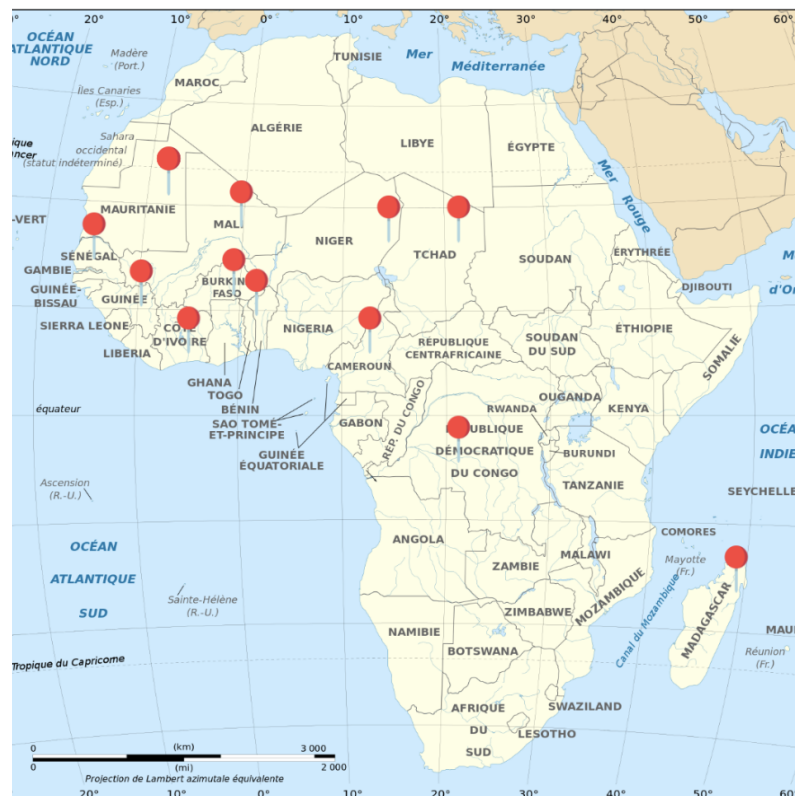 20° 10° 0° 10° 20° 30° 40° 50° 60°
OCÉAN
ATLANTIQUE
NORD
Madère
(Port.)
Mer
Méditerranée
TUNISIE
MAROC
Îles Canaries
(Esp.)
ALGÉRIE
LIBYE
ÉGYPTE
Sahara
occidental
(statut indéterminé)
Mer
Rouge
MAURITANIE
MALI
NIGER
TCHAD
SOUDAN
ÉRYTHRÉE
SÉNÉGAL
GAMBIE
GUINÉE-
BISSAU
GUINÉE
BURKINA
FASO
DJIBOUTI
SIERRA LEONE
LIBERIA
CÔTE
D'IVOIRE
NIGERIA
CAMEROUN
RÉPUBLIQUE
CENTRAFRICAINE
SOUDAN
DU SUD
ÉTHIOPIE
SOMALIE
GHANA
TOGO
BÉNIN
SAO TOMÉ-
ET-PRINCIPE
GUINÉE
ÉQUATORIALE
équateur
GABON
RÉP. DU CONGO
RÉPUBLIQUE
DÉMOCRATIQUE
DU CONGO
OUGANDA
RWANDA
KENYA
BURUNDI
TANZANIE
Ascension
(R.-U.)
SEYCHELLE
COMORES
Mayotte
(Fr.)
OCÉAN
ATLANTIQUE
SUD
Sainte-Hélène
(R.-U.)
ANGOLA
ZAMBIE
MALAWI
MOZAMBIQUE
Canal du Mozambique
MADAGASCAR
ZIMBABWE
NAMIBIE
BOTSWANA
Réunion
(Fr.)
Tropique du Capricorne
SWAZILAND
LESOTHO
AFRIQUE
DU
SUD
0 (km) 3 000
0 (mi) 2 000
Projection de Lambert azimutale équivalente
20° 10° 0° 10° 20° 30° 40° 50° 60°